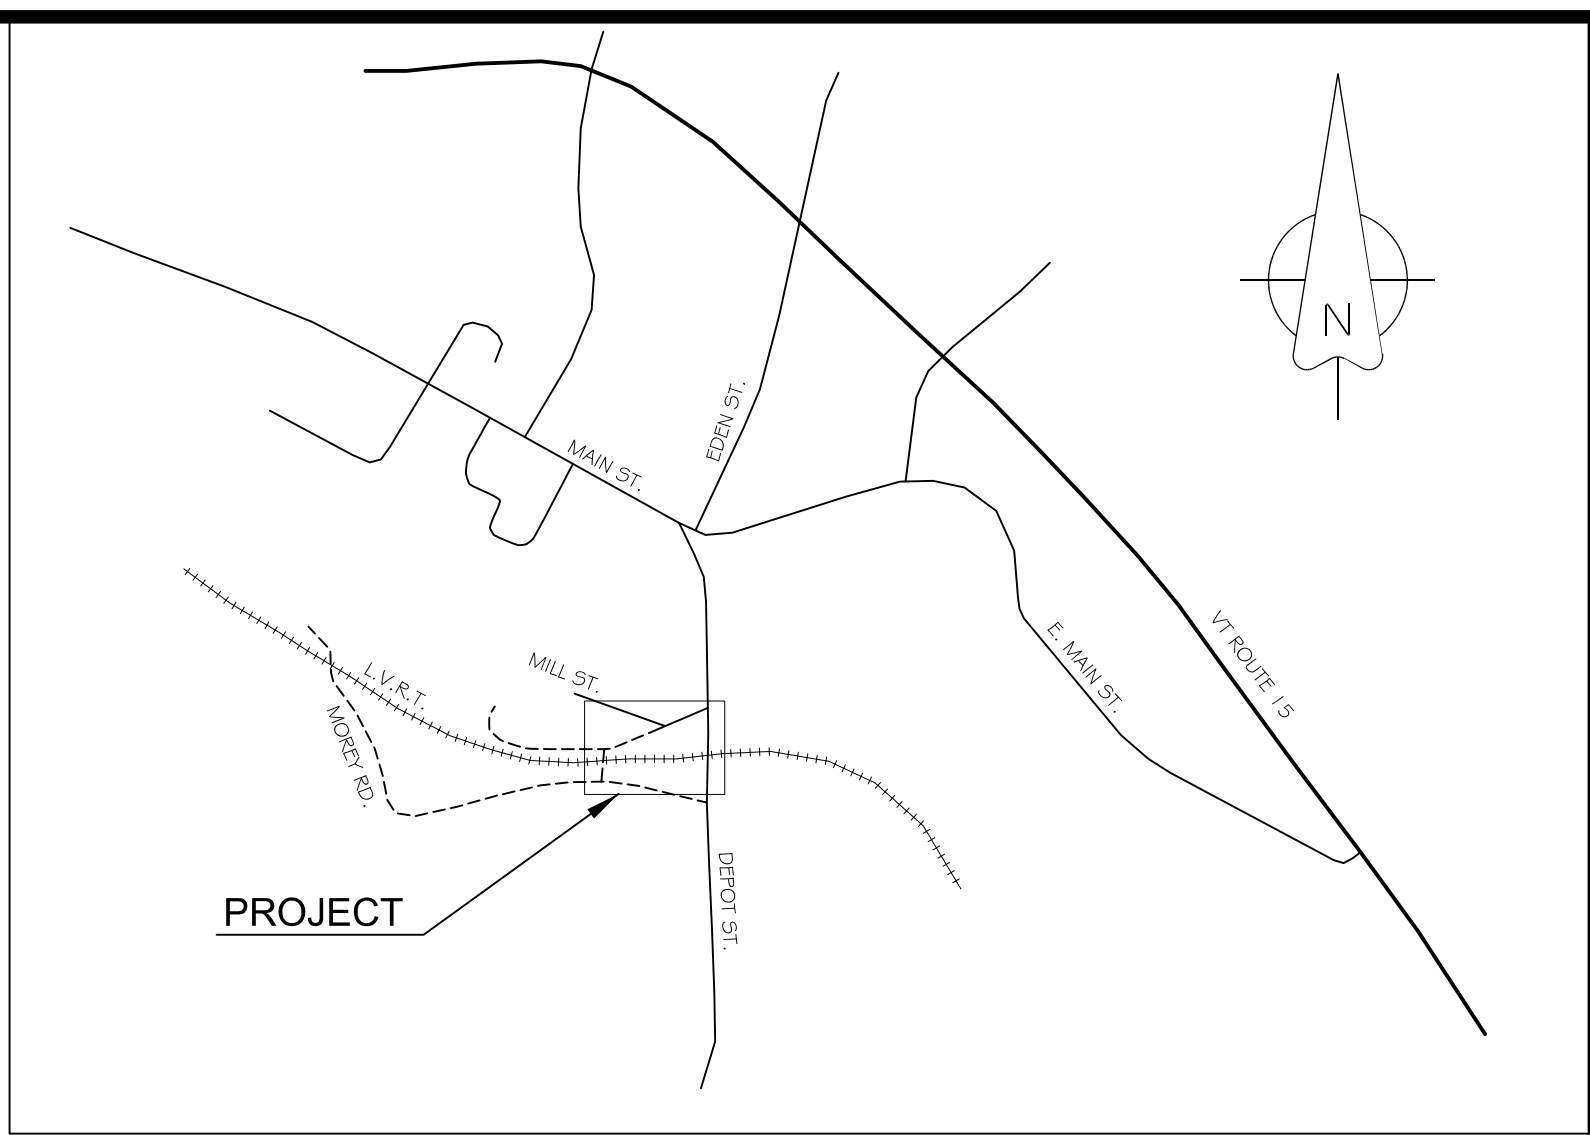 N
EDEN ST.
MAIN ST.
VT ROUTE 15
E. MAIN ST.
MILL ST.
L.V.R.T.
MOREY RD.
DEPOT ST.
PROJECT